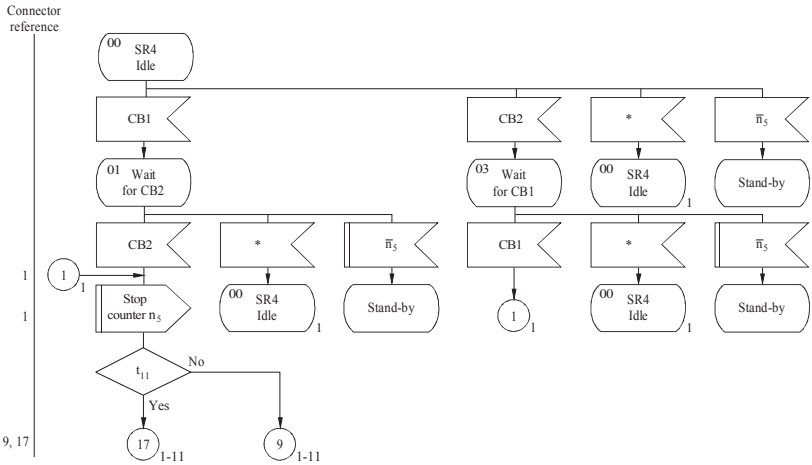 Connector
reference
00 SR4
Idle
CB1
CB2
*
n̅₅
01 Wait
for CB2
03 Wait
for CB1
00 SR4
Idle 1
Stand-by
CB2
*
n̅₅
CB1
*
n̅₅
1
1 1
Stop
counter n₅
00 SR4
Idle 1
Stand-by
1 1
00 SR4
Idle 1
Stand-by
1
t₁₁
No
Yes
9, 17
17 1-11
9 1-11